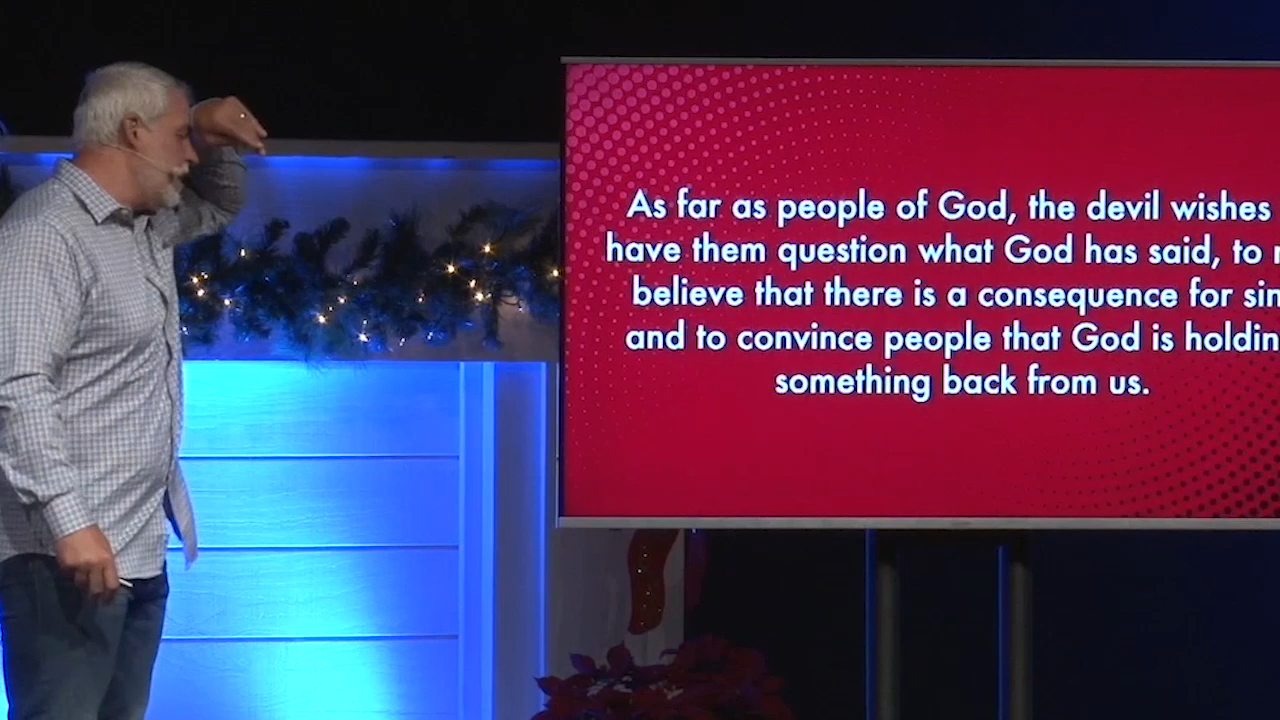 As far as people of God, the devil wishes
have them question what God has said, to
believe that there is a consequence for sin
and to convince people that God is holdin
something back from us.